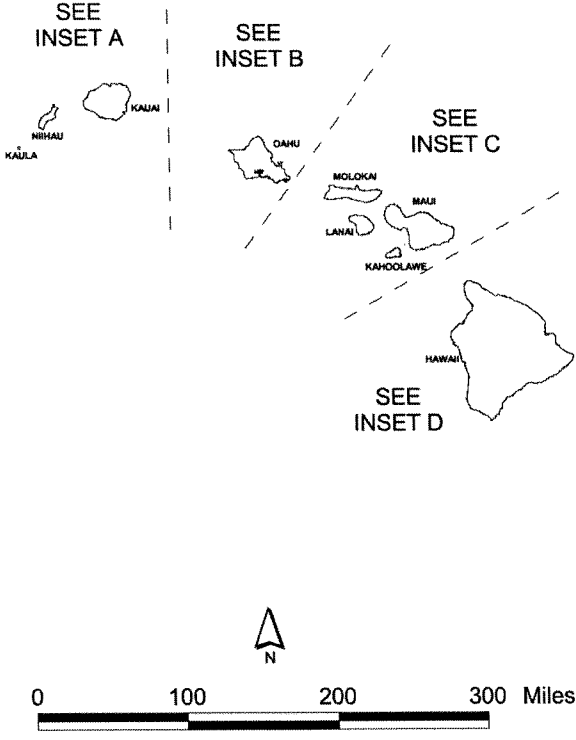 SEE
INSET A
SEE
INSET B
SEE
INSET C
KAUAI
NIIHAU
KAULA
OAHU
MOLOKAI
MAUI
LANAI
KAHOOLAWE
HAWAII
SEE
INSET D
N
0 100 200 300 Miles